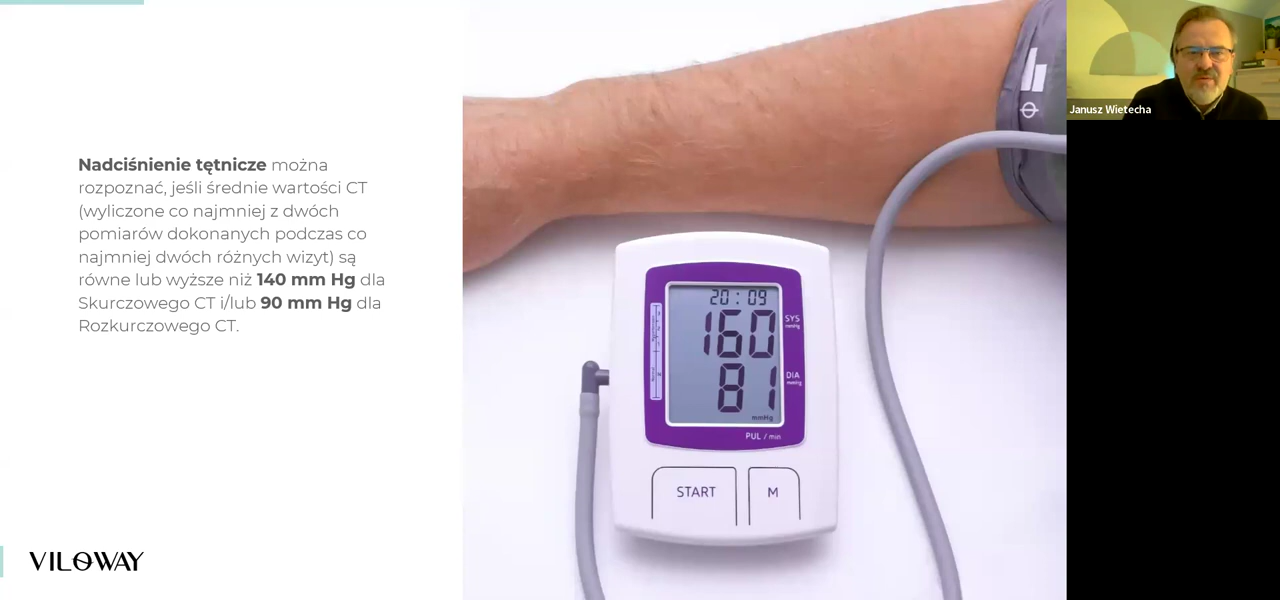 Nadciśnienie tętnicze można
rozpoznać, jeśli średnie wartości CT
(wyliczone co najmniej z dwóch
pomiarów dokonanych podczas co
najmniej dwóch różnych wizyt) są
równe lub wyższe niż 140 mm Hg dla
Skurczowego CT i/lub 90 mm Hg dla
Rozkurczowego CT.
VILOWAY
20:09
160
SYS
mmHg
81
DIA
mmHg
mmHg
PUL / min
START
M
Janusz Wietecha